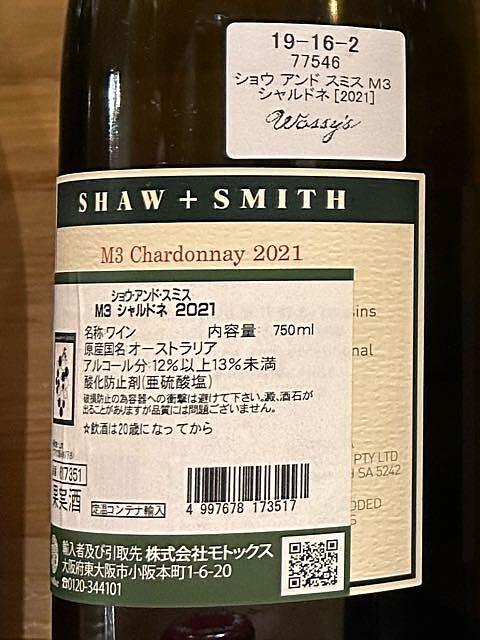 19-16-2
77546
ショウ アンド スミス M3
シャルドネ [2021]
Wassy's
SHAW + SMITH
M3 Chardonnay 2021
ショウ・アンド・スミス
M3 シャルドネ 2021
名称:ワイン 内容量: 750ml
原産国名:オーストラリア
アルコール分:12%以上13%未満
酸化防止剤(亜硫酸塩)
破損防止の為容器への衝撃は避けて下さい。澱、酒石が
出ることがありますが品質には問題ございません。
☆飲酒は20歳になってから
果実酒
定温コンテナ輸入
4 997678 173517
輸入者及び引取先 株式会社モトックス
大阪府東大阪市小阪本町1-6-20
☎0120-344101
PTY LTD
SA 5242